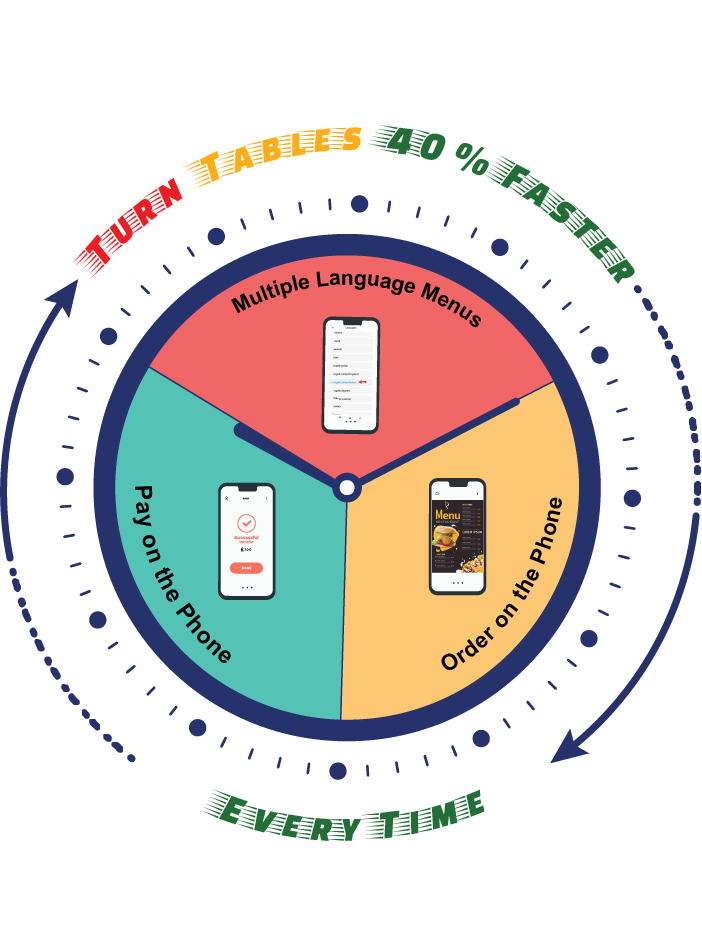 TURN TABLES 40 % FASTER
Multiple Language Menus
Pay on the Phone
Successful
DONE
Menu
Order on the Phone
EVERY TIME